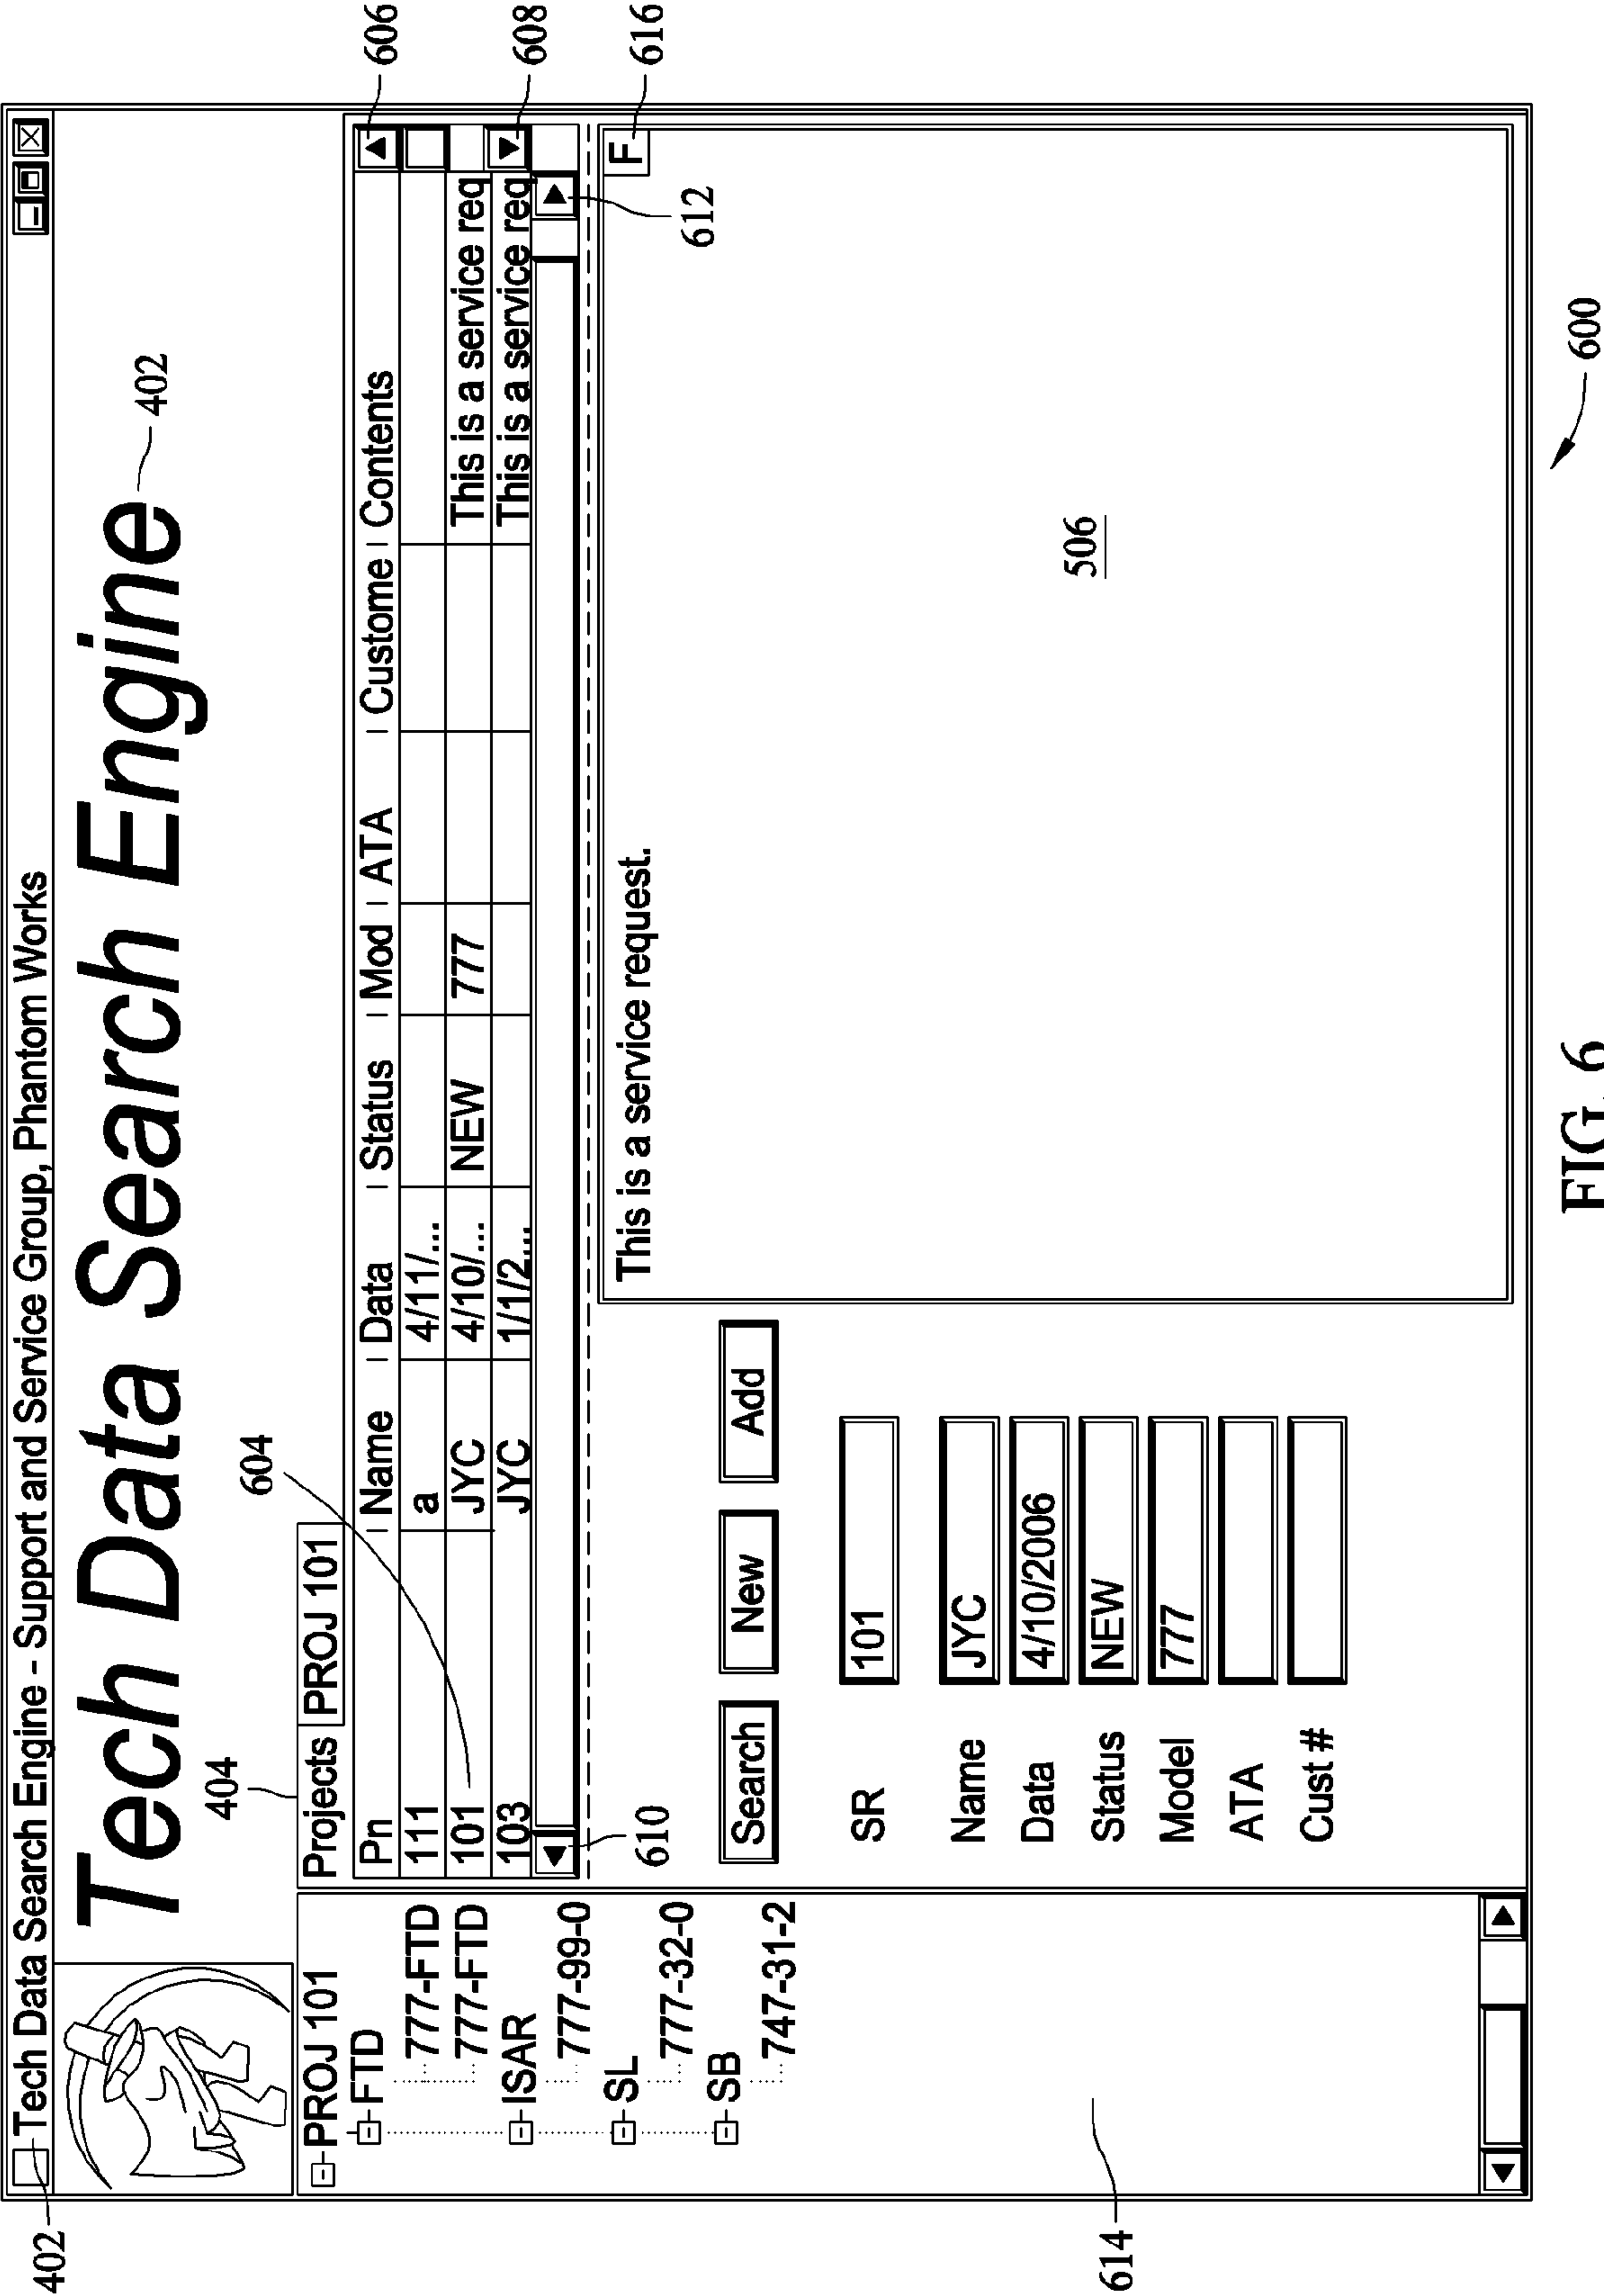 402
Tech Data Search Engine - Support and Service Group, Phantom Works
Tech Data Search Engine
402
404
604
Projects PROJ 101
PROJ 101
FTD
777-FTD
777-FTD
ISAR
777-99-0
SL
777-32-0
SB
747-31-2
614
Pn Name Data Status Mod ATA Custome Contents
111 a 4/11/...
101 JYC 4/10/... NEW 777 This is a service req
103 JYC 1/1/2... This is a service req
606
608
610
612
Search New Add
SR 101
Name JYC
Data 4/10/2006
Status NEW
Model 777
ATA
Cust #
This is a service request.
F
616
506
600
FIG. 6